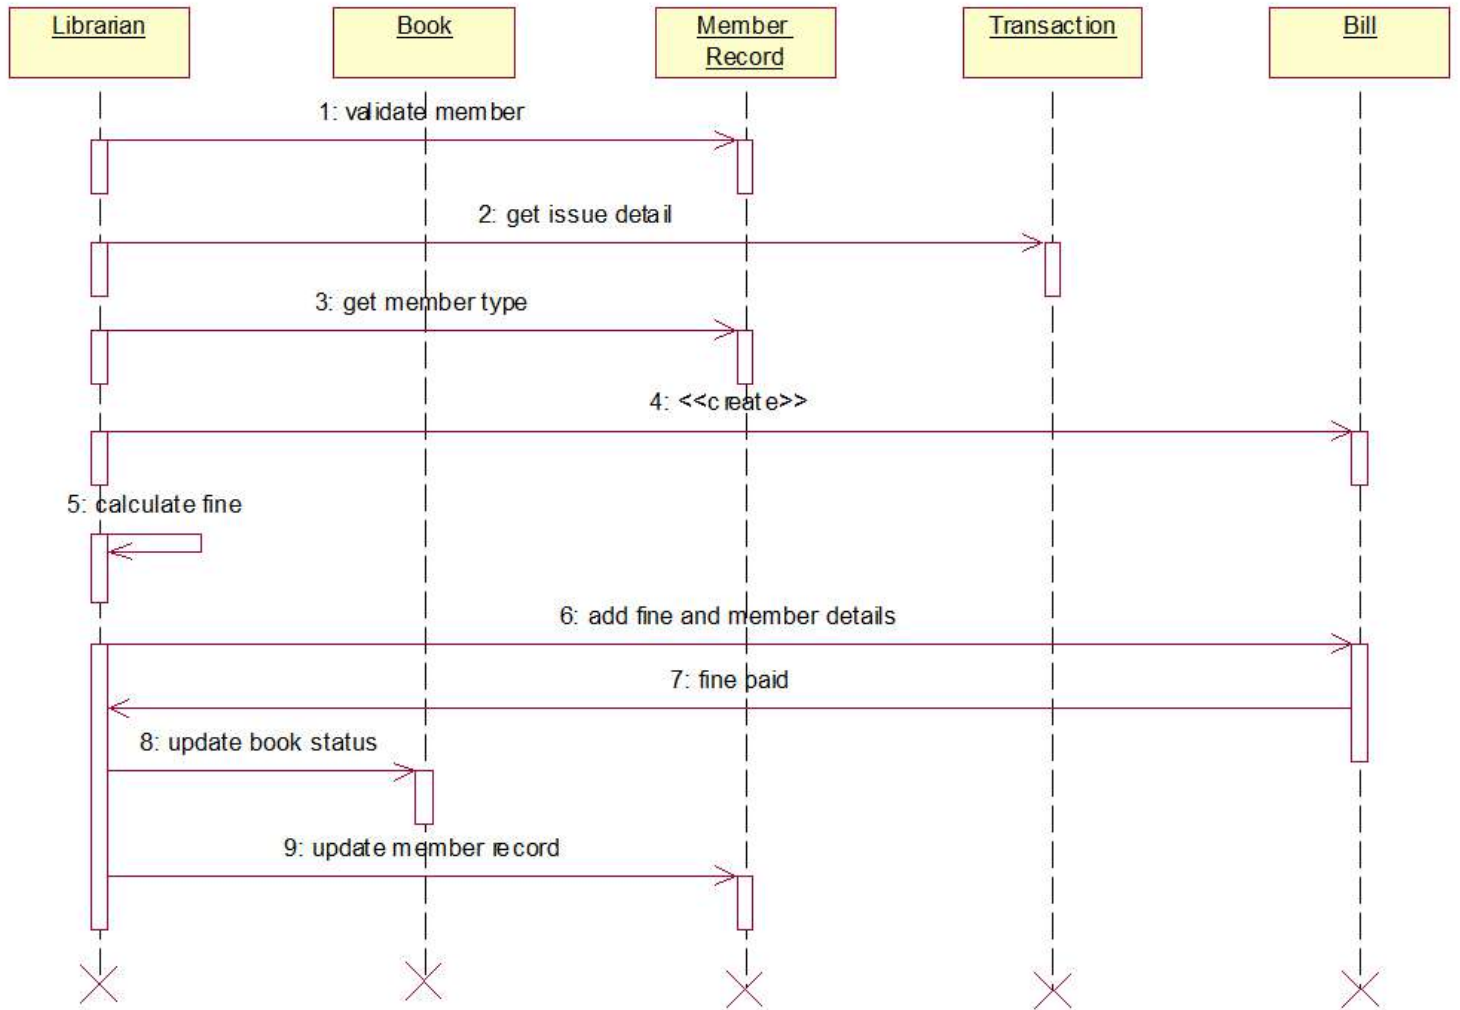 Librarian
Book
Member
Record
Transaction
Bill
1: validate member
2: get issue detail
3: get member type
4: <<create>>
5: calculate fine
6: add fine and member details
7: fine paid
8: update book status
9: update member record